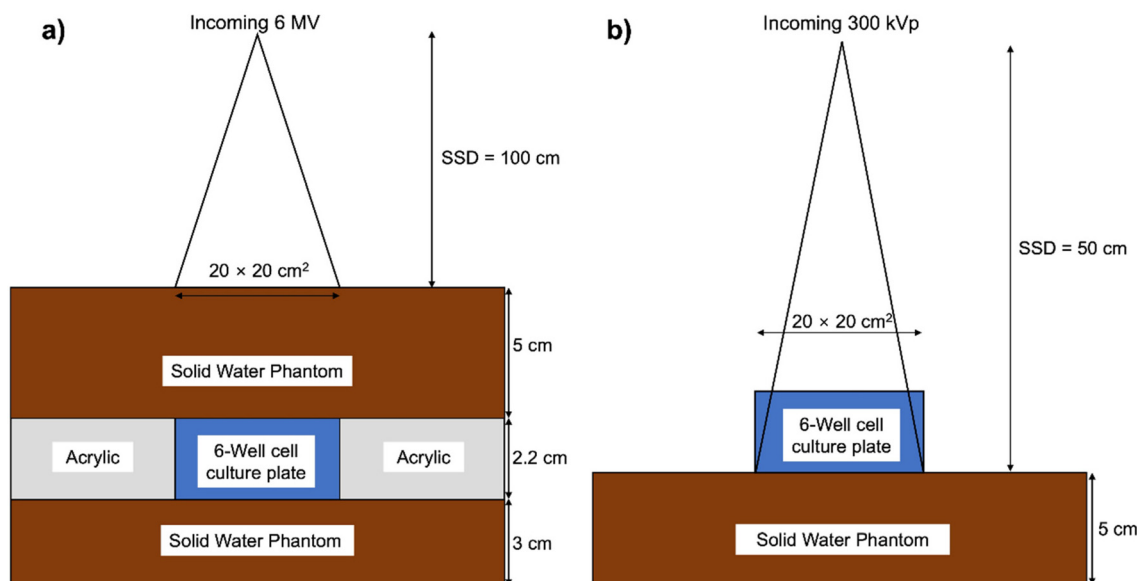 a)
Incoming 6 MV
SSD = 100 cm
20 × 20 cm²
Solid Water Phantom
5 cm
Acrylic
6-Well cell
culture plate
Acrylic
2.2 cm
Solid Water Phantom
3 cm
b)
Incoming 300 kVp
SSD = 50 cm
20 × 20 cm²
6-Well cell
culture plate
Solid Water Phantom
5 cm